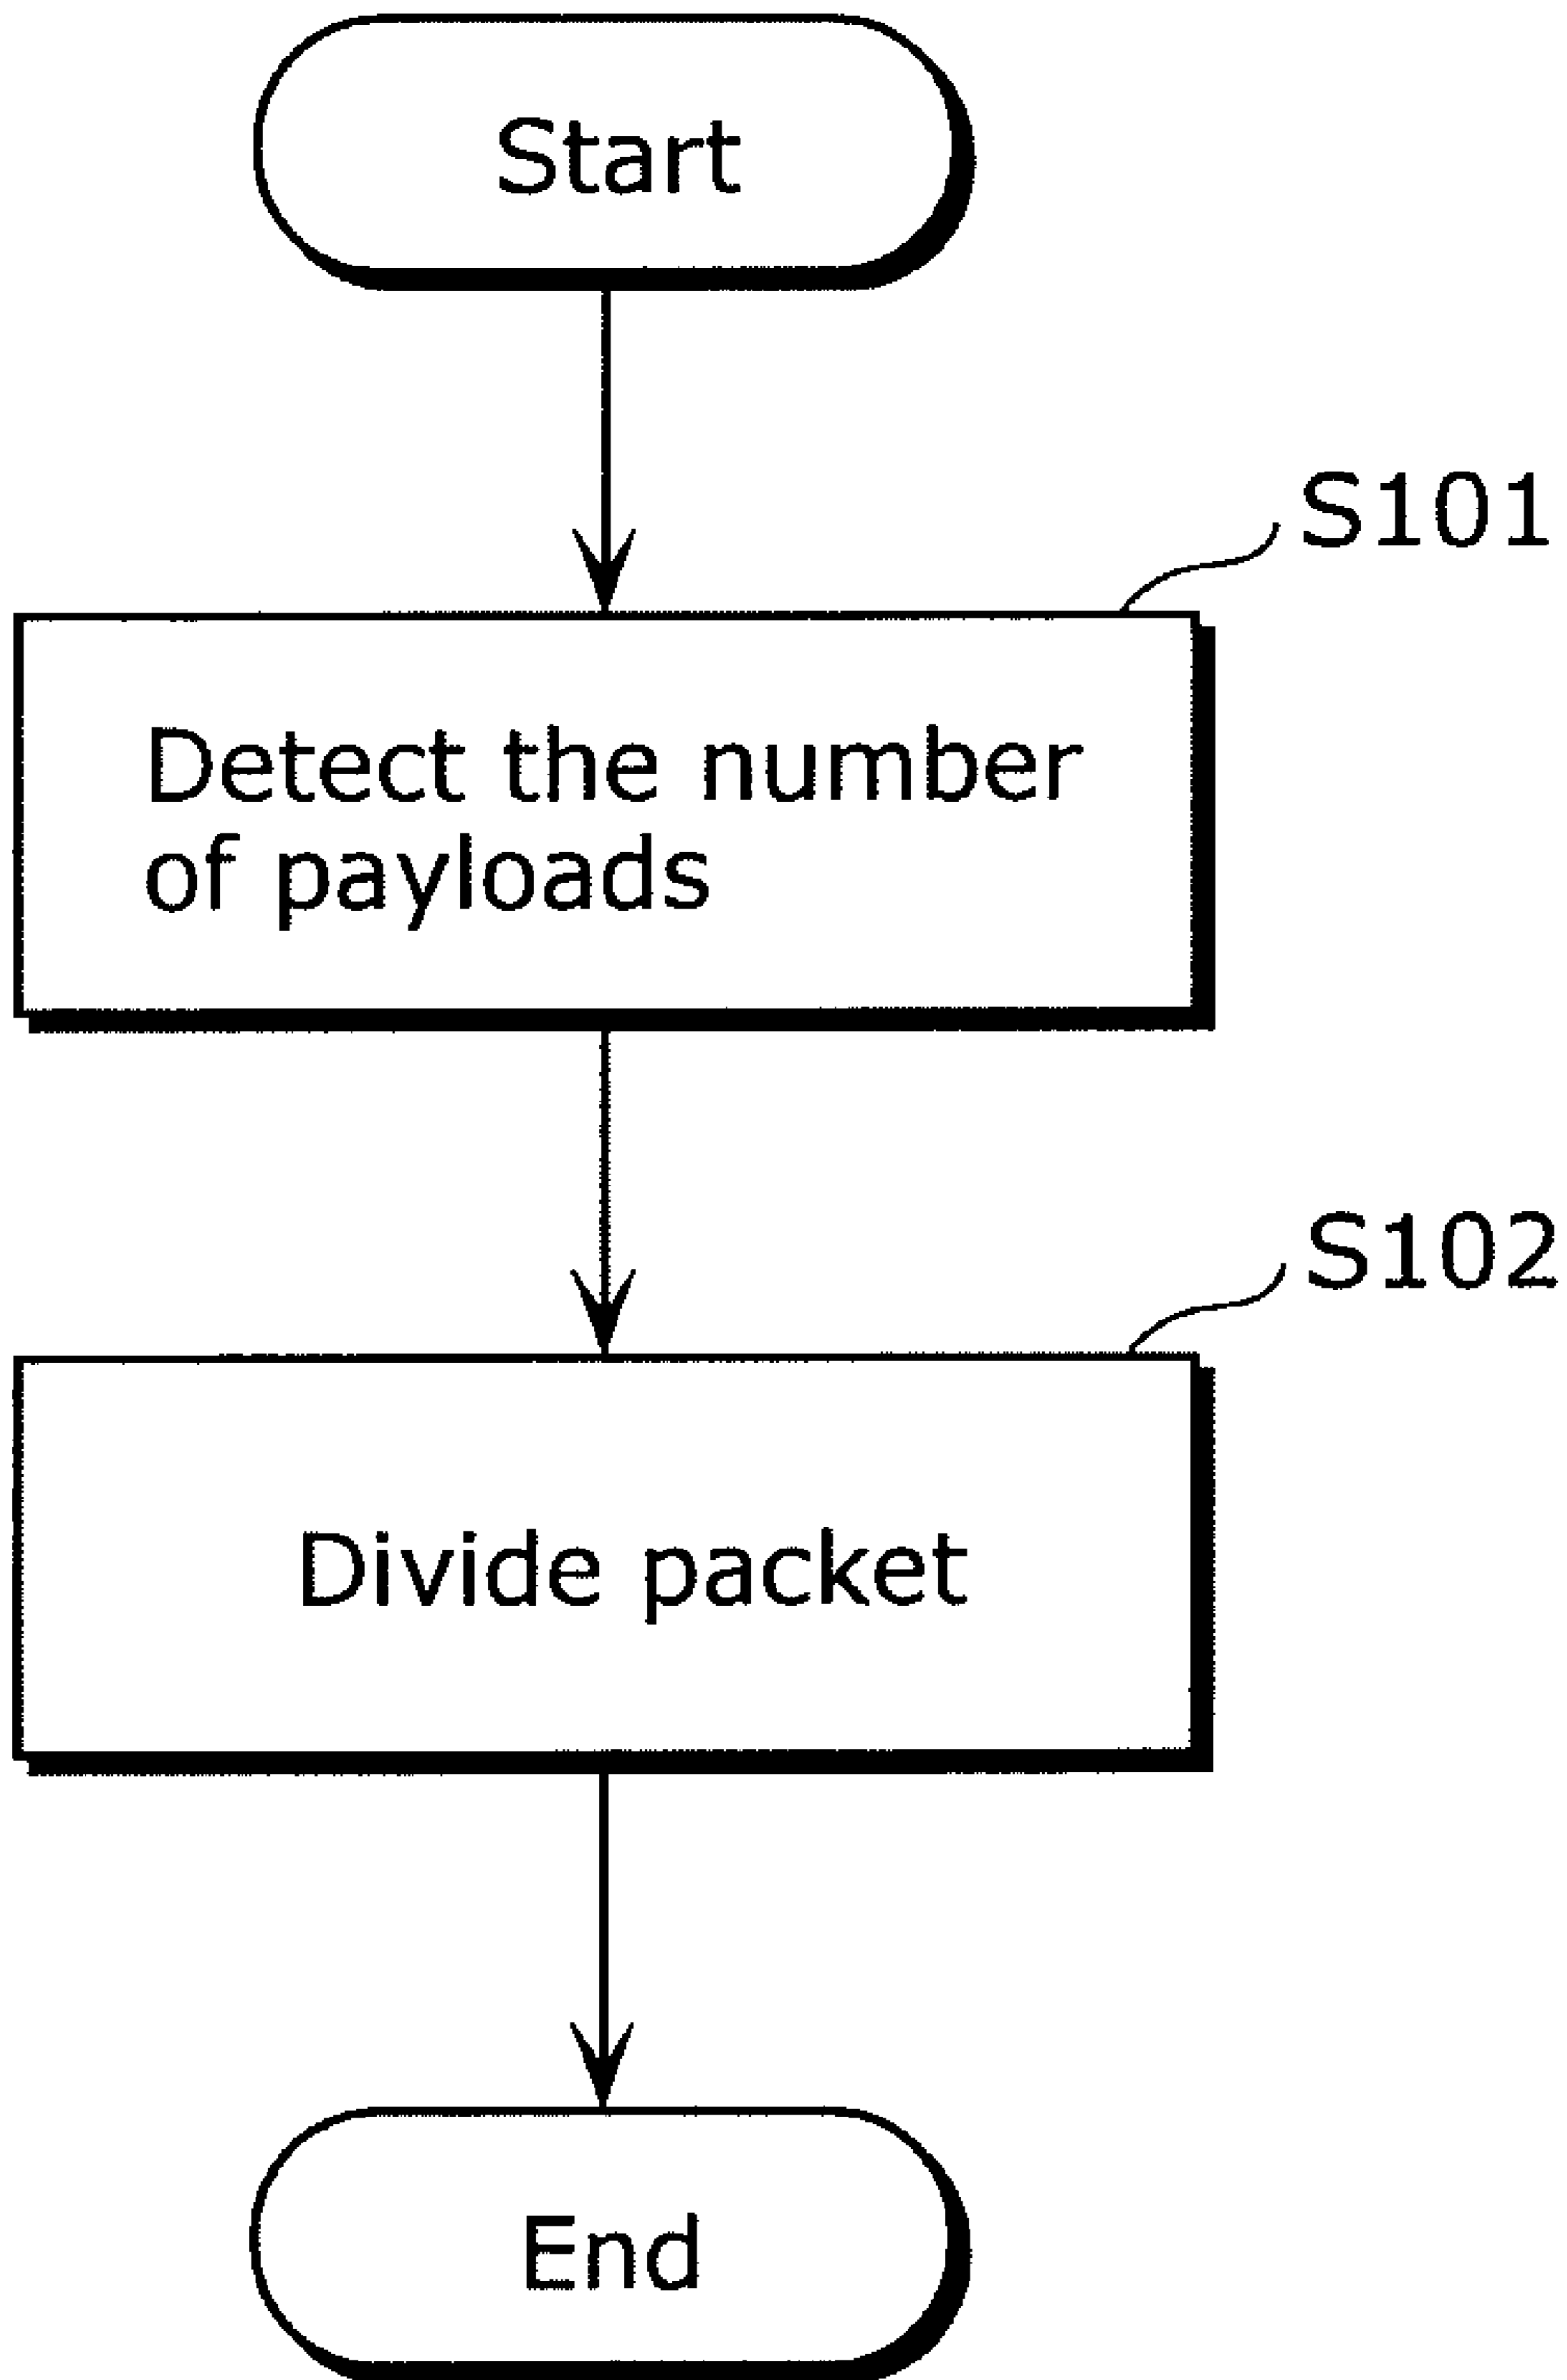 Start
S101
Detect the number
of payloads
S102
Divide packet
End